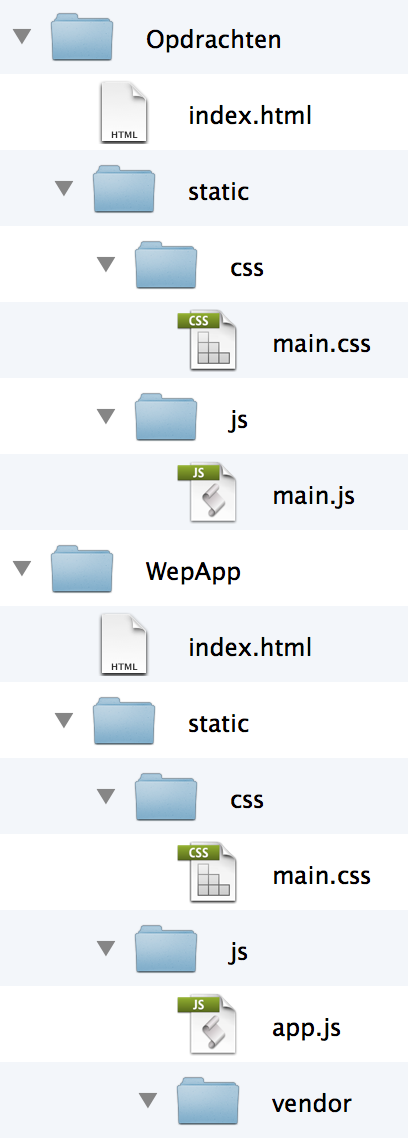 Opdrachten
HTML
index.html
static
css
CSS
main.css
js
JS
main.js
WepApp
HTML
index.html
static
css
CSS
main.css
js
JS
app.js
vendor